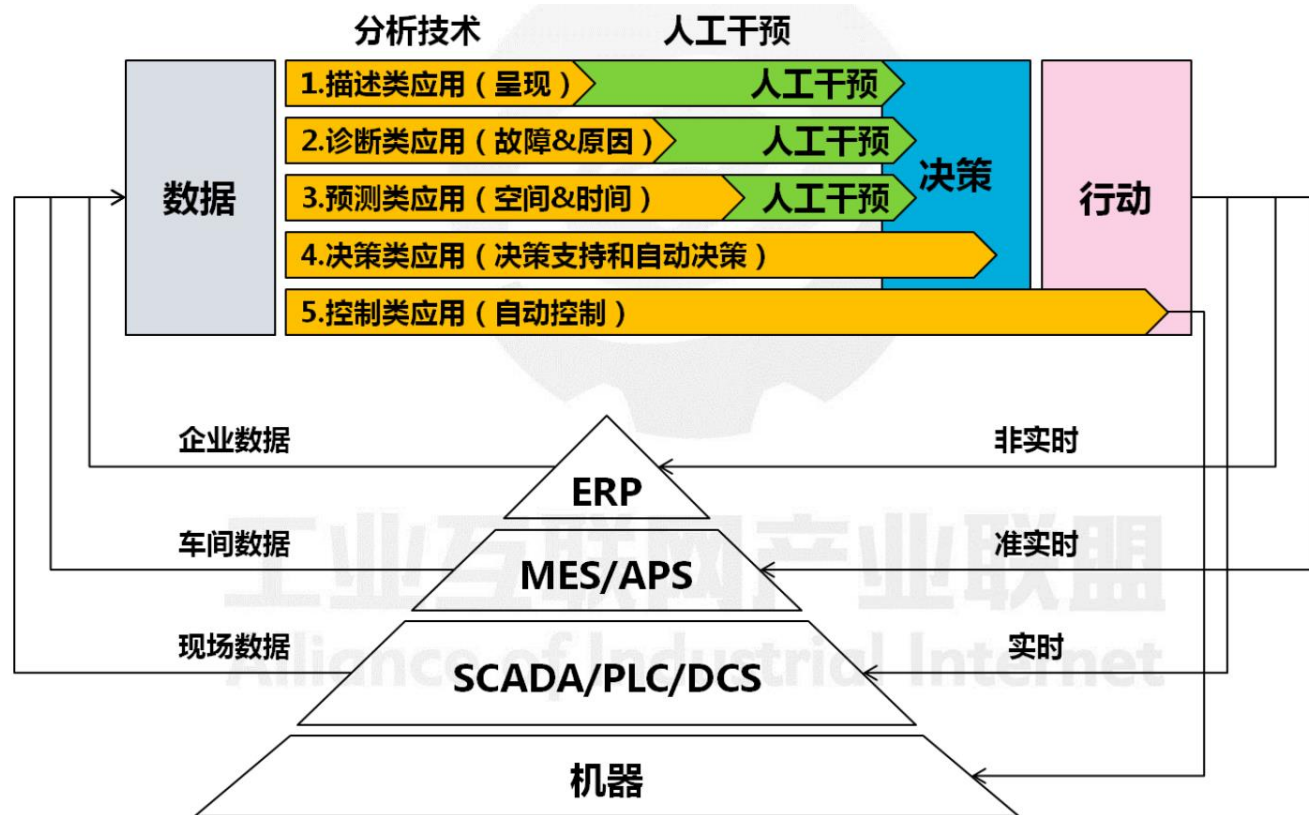 分析技术
人工干预
数据
1.描述类应用（呈现）
人工干预
2.诊断类应用（故障&原因）
人工干预
3.预测类应用（空间&时间）
人工干预
4.决策类应用（决策支持和自动决策）
5.控制类应用（自动控制）
决策
行动
企业数据
非实时
ERP
车间数据
准实时
MES/APS
现场数据
实时
SCADA/PLC/DCS
机器
工业互联网产业联盟
Alliance of Industrial Internet